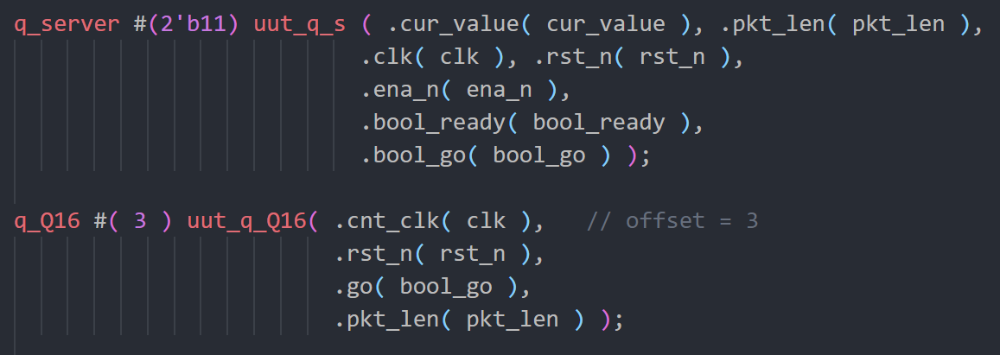 q_server #(2'b11) uut_q_s ( .cur_value( cur_value ), .pkt_len( pkt_len ),
.clk( clk ), .rst_n( rst_n ),
.ena_n( ena_n ),
.bool_ready( bool_ready ),
.bool_go( bool_go ) );
q_Q16 #( 3 ) uut_q_Q16( .cnt_clk( clk ), // offset = 3
.rst_n( rst_n ),
.go( bool_go ),
.pkt_len( pkt_len ) );